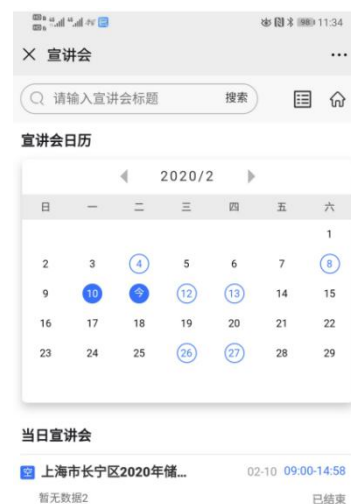 11:34
宣讲会
请输入宣讲会标题 搜索
宣讲会日历
2020/2
日 一 二 三 四 五 六
1
2 3 4 5 6 7 8
9 10 今 12 13 14 15
16 17 18 19 20 21 22
23 24 25 26 27 28 29
当日宣讲会
空 上海市长宁区2020年储... 02-10 09:00-14:58
暂无数据2 已结束